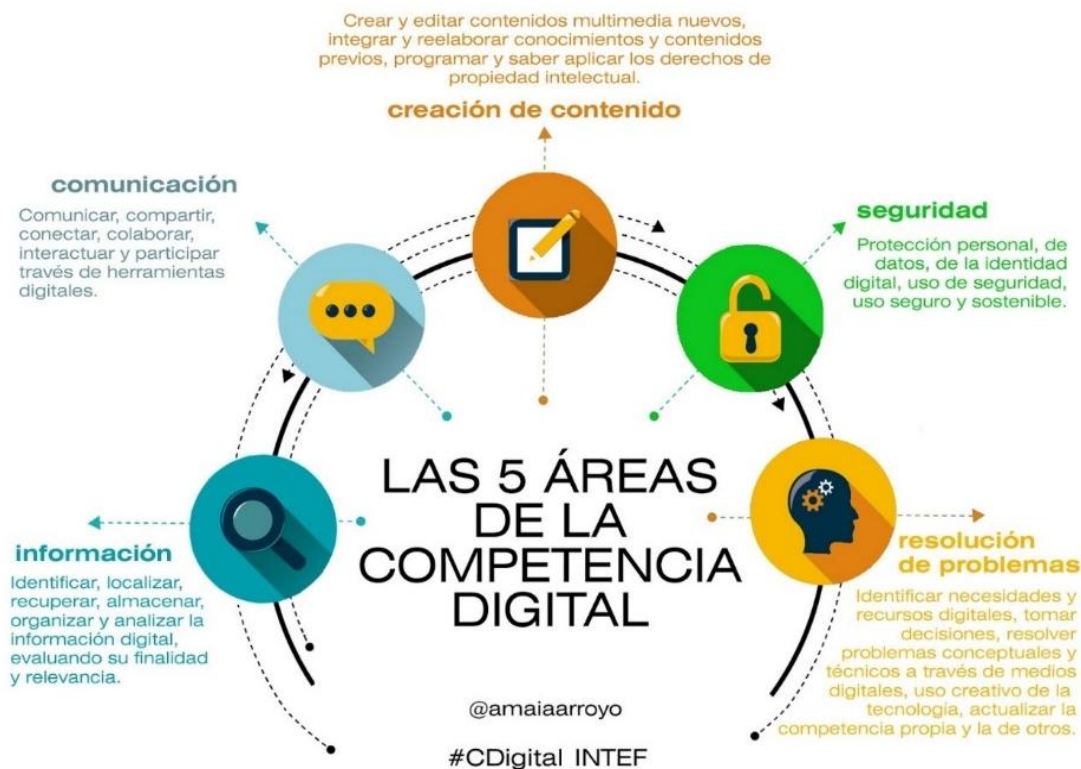 Crear y editar contenidos multimedia nuevos,
integrar y reelaborar conocimientos y contenidos
previos, programar y saber aplicar los derechos de
propiedad intelectual.
creación de contenido
comunicación
Comunicar, compartir,
conectar, colaborar,
interactuar y participar
través de herramientas
digitales.
seguridad
Protección personal, de
datos, de la identidad
digital, uso de seguridad,
uso seguro y sostenible.
información
Identificar, localizar,
recuperar, almacenar,
organizar y analizar la
información digital,
evaluando su finalidad
y relevancia.
LAS 5 ÁREAS
DE LA
COMPETENCIA
DIGITAL
resolución
de problemas
Identificar necesidades y
recursos digitales, tomar
decisiones, resolver
problemas conceptuales y
técnicos a través de medios
digitales, uso creativo de la
tecnología, actualizar la
competencia propia y la de otros.
@amaiaarroyo
#CDigital_INTEF